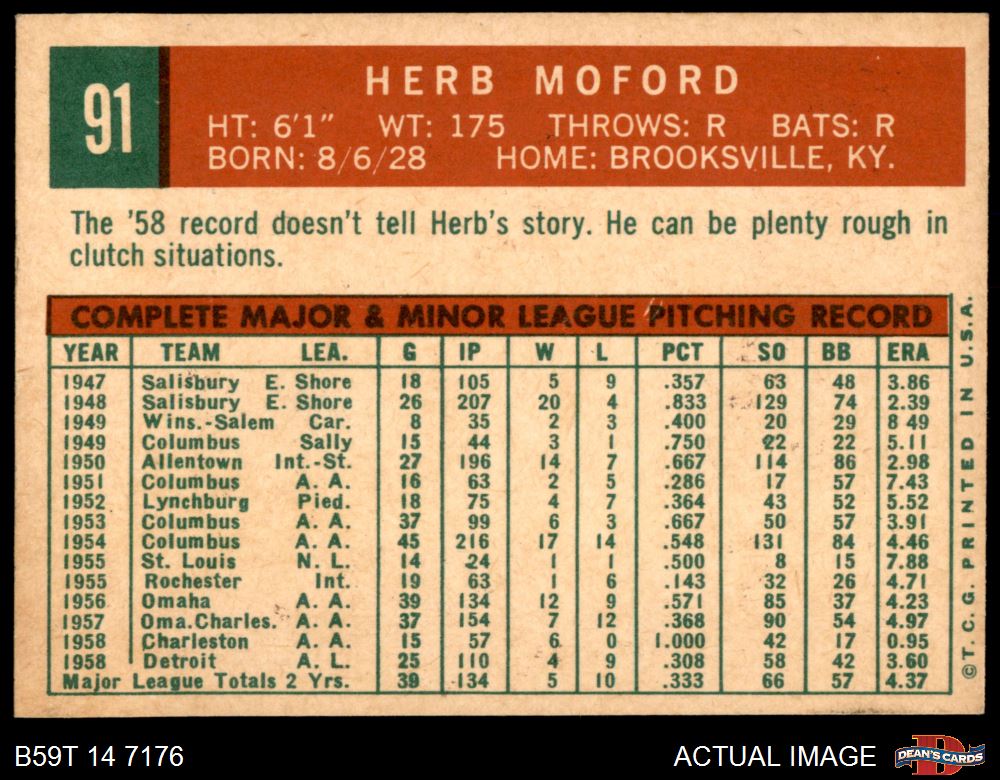 91
HERB MOFORD
HT: 6'1" WT: 175 THROWS: R BATS: R
BORN: 8/6/28 HOME: BROOKSVILLE, KY.
The '58 record doesn't tell Herb's story. He can be plenty rough in
clutch situations.
COMPLETE MAJOR & MINOR LEAGUE PITCHING RECORD
YEAR TEAM LEA. G IP W L PCT SO BB ERA
1947 Salisbury E. Shore 18 105 5 9 .357 63 48 3.86
1948 Salisbury E. Shore 26 207 20 4 .833 129 74 2.39
1949 Wins.-Salem Car. 8 35 2 3 .400 20 29 8 49
1949 Columbus Sally 15 44 3 1 .750 22 22 5.11
1950 Allentown Int.-St. 27 196 14 7 .667 114 86 2.98
1951 Columbus A. A. 16 63 2 5 .286 17 57 7.43
1952 Lynchburg Pied. 18 75 4 7 .364 43 52 5.52
1953 Columbus A. A. 37 99 6 3 .667 50 57 3.91
1954 Columbus A. A. 45 216 17 14 .548 131 84 4.46
1955 St. Louis N. L. 14 24 1 1 .500 8 15 7.88
1955 Rochester Int. 19 63 1 6 .143 32 26 4.71
1956 Omaha A. A. 39 134 12 9 .571 85 37 4.23
1957 Oma.Charles. A. A. 37 154 7 12 .368 90 54 4.97
1958 Charleston A. A. 15 57 6 0 1.000 42 17 0.95
1958 Detroit A. L. 25 110 4 9 .308 58 42 3.60
Major League Totals 2 Yrs. 39 134 5 10 .333 66 57 4.37
© T. C. G. PRINTED IN U.S.A.
B59T 14 7176
ACTUAL IMAGE
DEAN'S CARDS